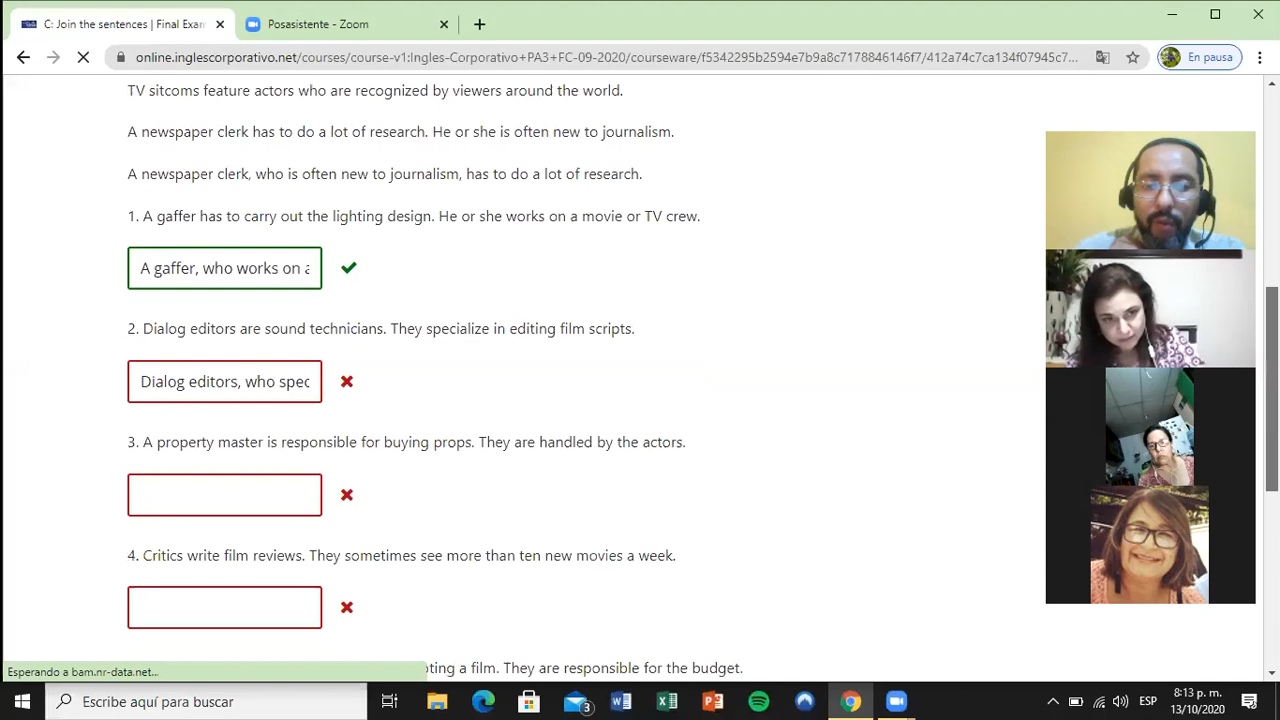 C: Join the sentences | Final Exam
Posasistente - Zoom
online.inglescorporativo.net/courses/course-v1:Ingles-Corporativo+PA3+FC-09-2020/courseware/f5342295b2594e7b9a8c7178846146f7/412a74c7ca134f07945c7...
En pausa
TV sitcoms feature actors who are recognized by viewers around the world.
A newspaper clerk has to do a lot of research. He or she is often new to journalism.
A newspaper clerk, who is often new to journalism, has to do a lot of research.
1. A gaffer has to carry out the lighting design. He or she works on a movie or TV crew.
A gaffer, who works on a
2. Dialog editors are sound technicians. They specialize in editing film scripts.
Dialog editors, who spec
3. A property master is responsible for buying props. They are handled by the actors.
4. Critics write film reviews. They sometimes see more than ten new movies a week.
oting a film. They are responsible for the budget.
Esperando a bam.nr-data.net...
Escribe aquí para buscar
3
ESP
8:13 p. m.
13/10/2020